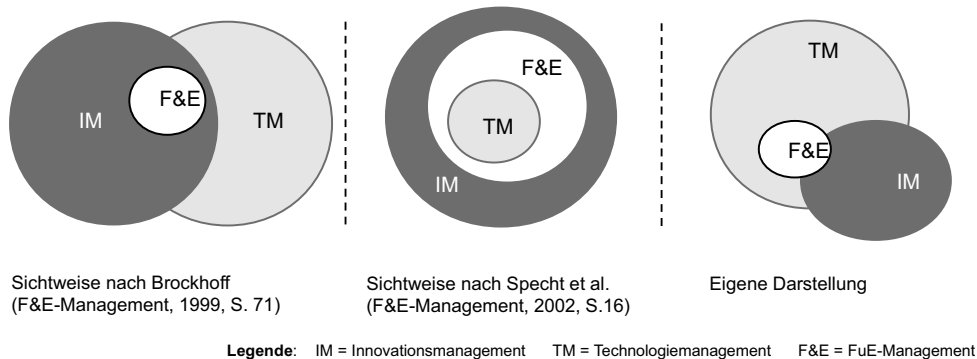 IM
F&E
TM
F&E
TM
IM
TM
F&E
IM
Sichtweise nach Brockhoff
(F&E-Management, 1999, S. 71)
Sichtweise nach Specht et al.
(F&E-Management, 2002, S.16)
Eigene Darstellung
Legende: IM = Innovationsmanagement TM = Technologiemanagement F&E = FuE-Management